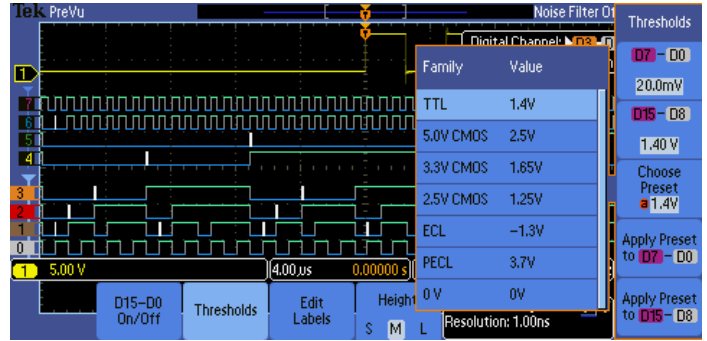 Tek PreVu
Noise Filter Of
Digital Channel: D3
Thresholds
D7 - D0
20.0mV
D15 - D8
1.40 V
Choose
Preset
a 1.4V
Apply Preset
to D7 - D0
Apply Preset
to D15 - D8
Family Value
TTL 1.4V
5.0V CMOS 2.5V
3.3V CMOS 1.65V
2.5V CMOS 1.25V
ECL -1.3V
PECL 3.7V
0 V 0V
1
7
6
5
4
3
2
1
0
1 5.00 V
4.00µs
0.00000 s
D15-D0
On/Off
Thresholds
Edit
Labels
Height
S M L
Resolution: 1.00ns